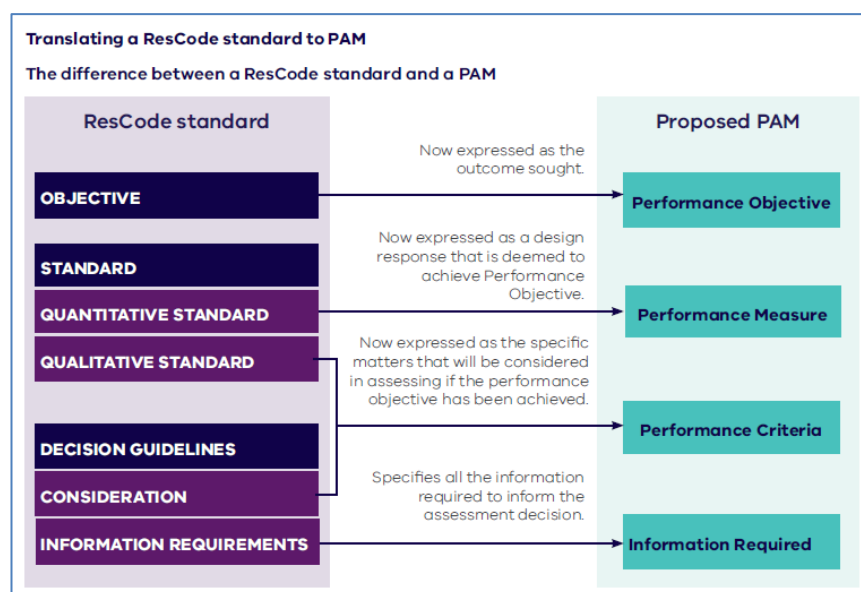 Translating a ResCode standard to PAM
The difference between a ResCode standard and a PAM
ResCode standard
Proposed PAM
Now expressed as the
outcome sought.
OBJECTIVE
Performance Objective
Now expressed as a design
response that is deemed to
achieve Performance
Objective.
STANDARD
QUANTITATIVE STANDARD
Performance Measure
QUALITATIVE STANDARD
Now expressed as the specific
matters that will be considered
in assessing if the performance
objective has been achieved.
DECISION GUIDELINES
Performance Criteria
CONSIDERATION
Specifies all the information
required to inform the
assessment decision.
INFORMATION REQUIREMENTS
Information Required